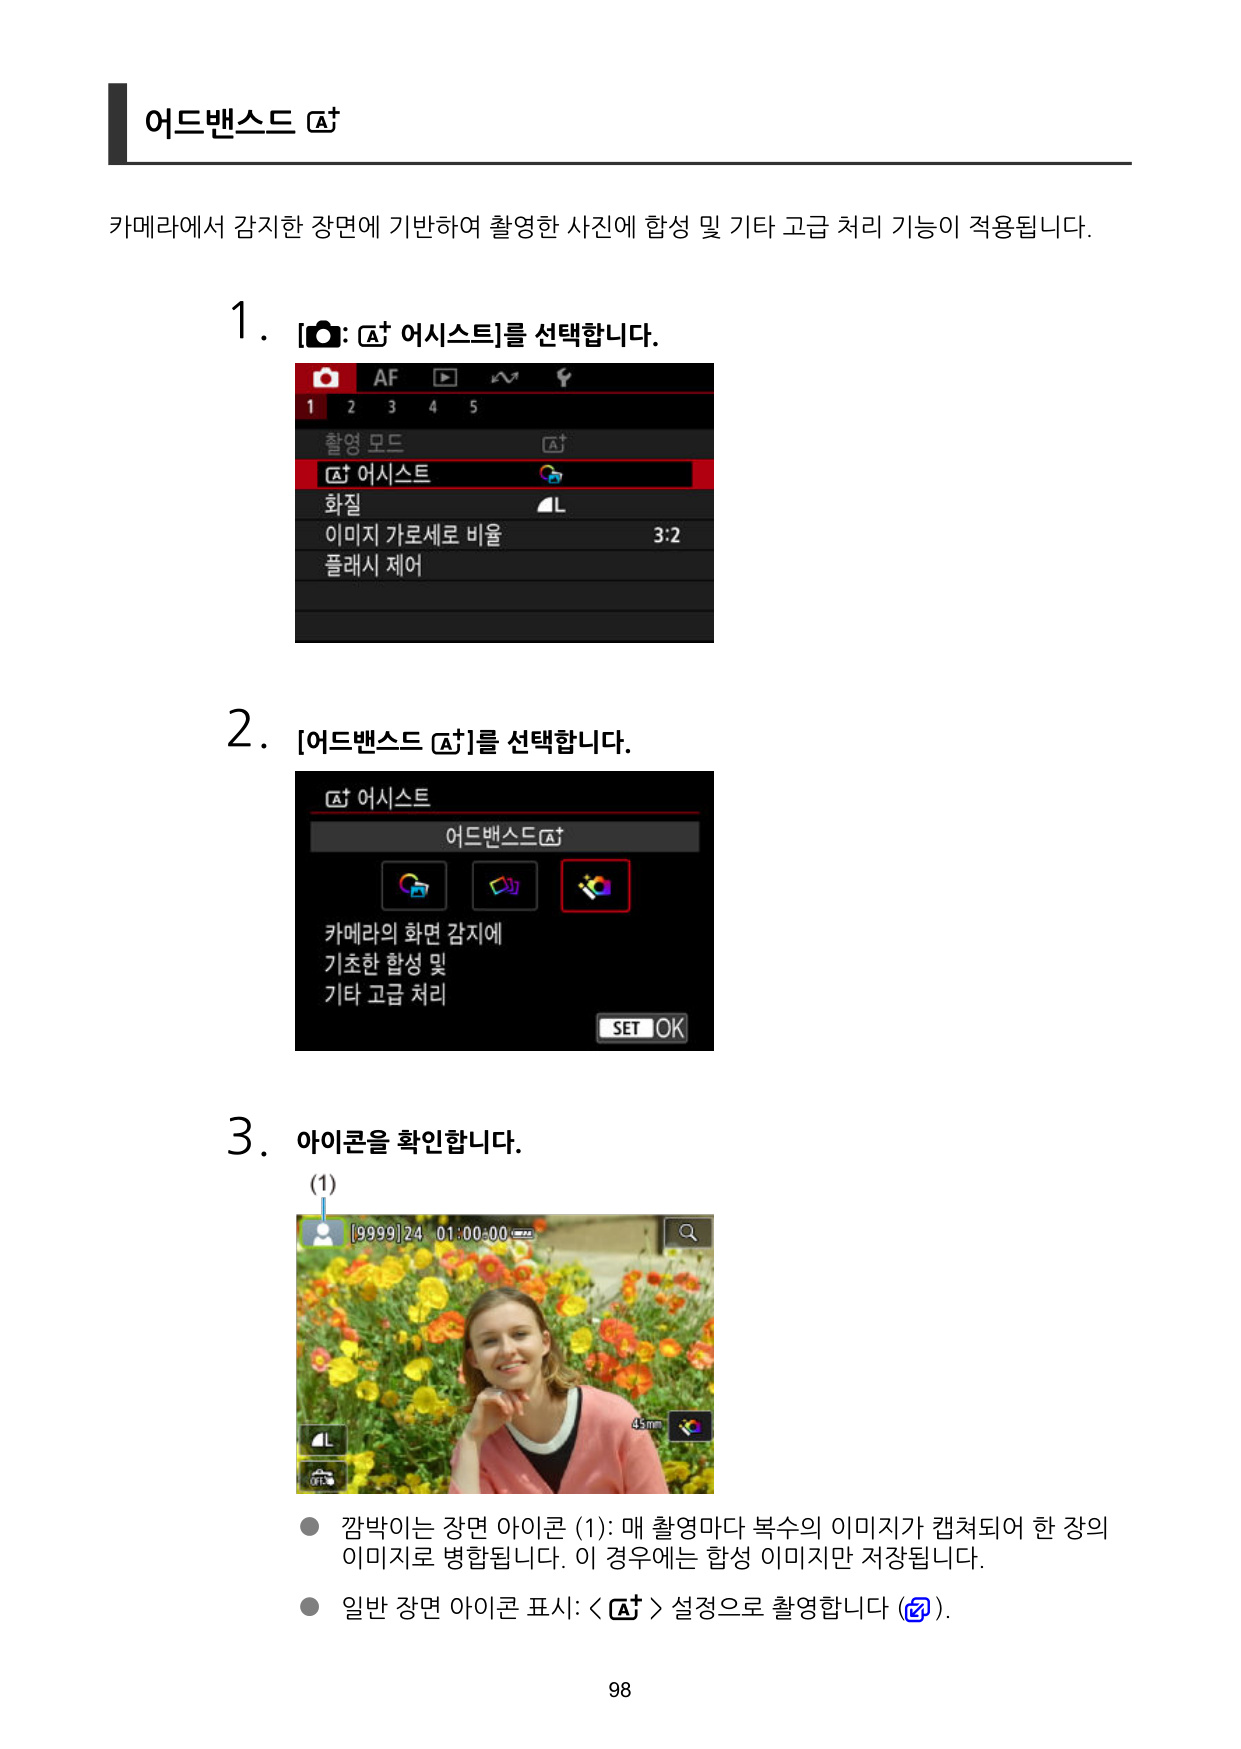 어드밴스드 A+
카메라에서 감지한 장면에 기반하여 촬영한 사진에 합성 및 기타 고급 처리 기능이 적용됩니다.
1. [: A+ 어시스트]를 선택합니다.
AF
1 2 3 4 5
촬영 모드 A+
A+ 어시스트
화질 L
이미지 가로세로 비율 3:2
플래시 제어
2. [어드밴스드 A+]를 선택합니다.
A+ 어시스트
어드밴스드A+
카메라의 화면 감지에
기초한 합성 및
기타 고급 처리
SET OK
3. 아이콘을 확인합니다.
(1)
[9999]24 01:00:00
45mm
L
OFF
● 깜박이는 장면 아이콘 (1): 매 촬영마다 복수의 이미지가 캡쳐되어 한 장의
이미지로 병합됩니다. 이 경우에는 합성 이미지만 저장됩니다.
● 일반 장면 아이콘 표시: < A+ > 설정으로 촬영합니다 ( ).
98